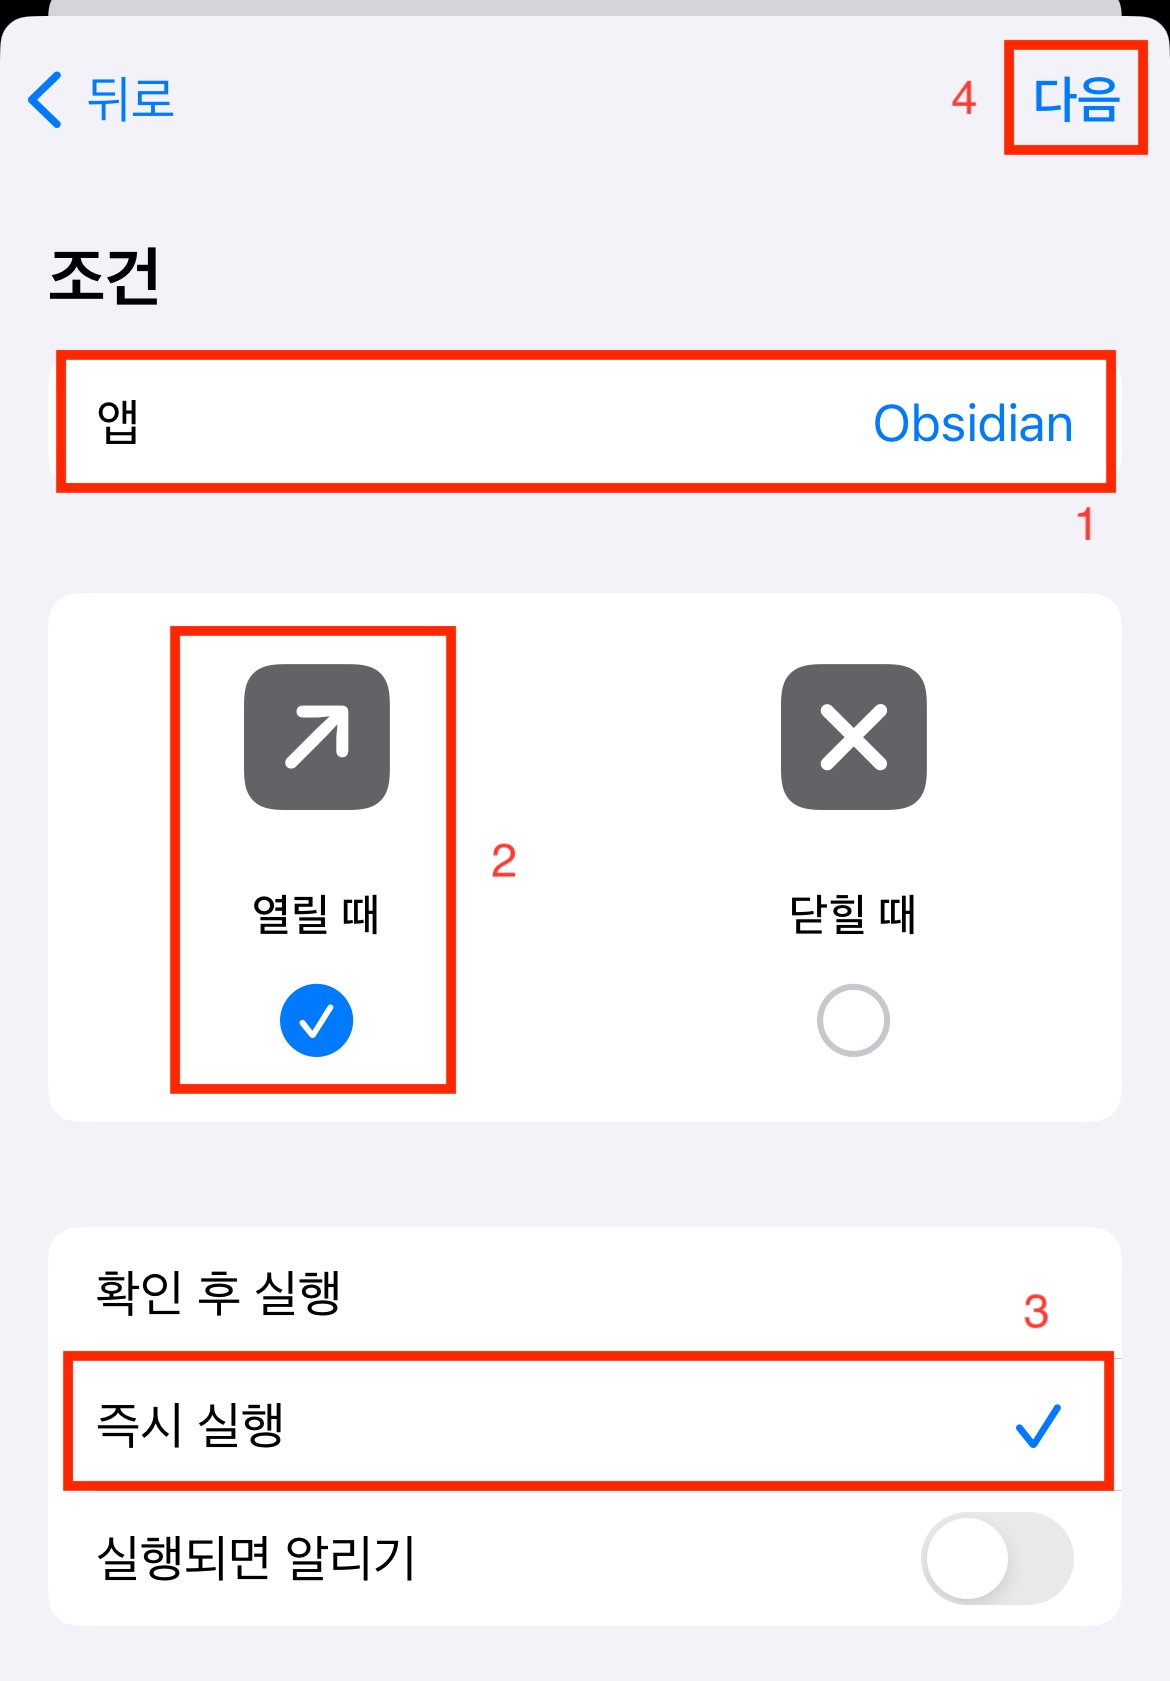 뒤로
4
다음
조건
앱
Obsidian
1
2
열릴 때
닫힐 때
확인 후 실행
3
즉시 실행
실행되면 알리기